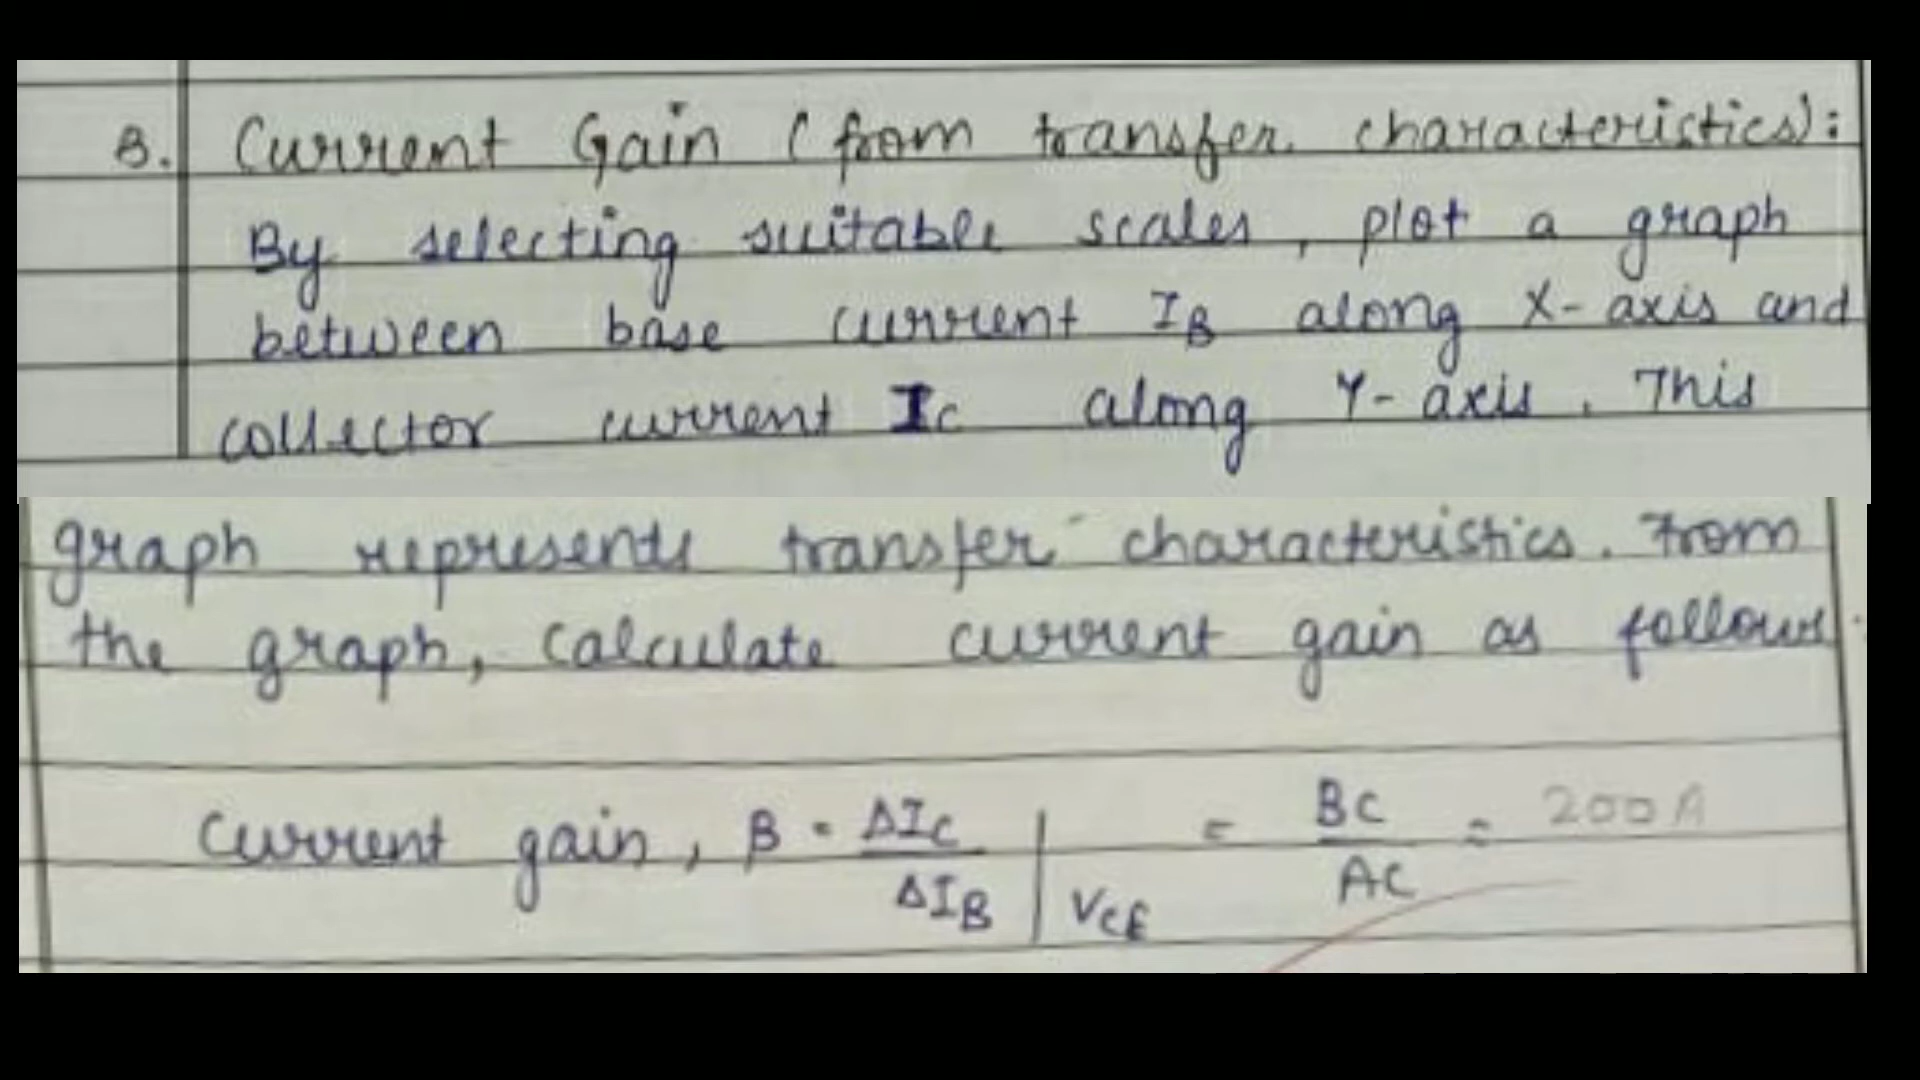 3. Current Gain (from transfer characteristics):
By selecting suitable scales, plot a graph
between base current IB along X-axis and
collector current Ic along Y-axis. This
graph represents transfer characteristics. From
the graph, calculate current gain as follows
Current gain, β = ΔIC / ΔIB | VCE = BC / AC = 200A